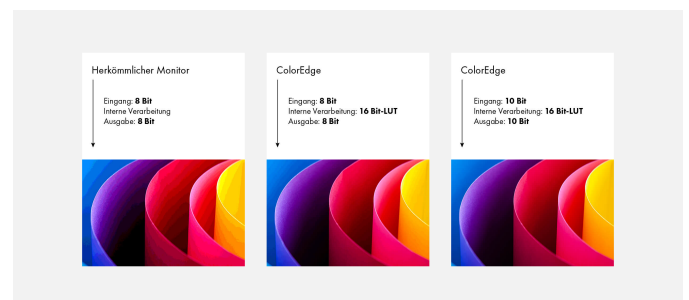 Herkömmlicher Monitor
Eingang: 8 Bit
Interne Verarbeitung
Ausgabe: 8 Bit
ColorEdge
Eingang: 8 Bit
Interne Verarbeitung: 16 Bit-LUT
Ausgabe: 8 Bit
ColorEdge
Eingang: 10 Bit
Interne Verarbeitung: 16 Bit-LUT
Ausgabe: 10 Bit